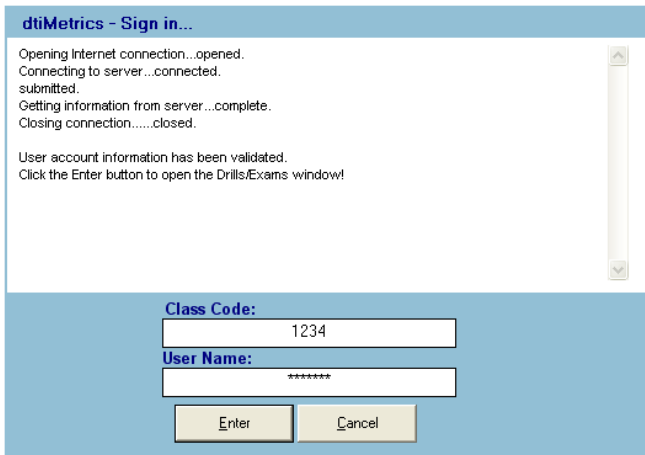 dtiMetrics - Sign in...
Opening Internet connection...opened.
Connecting to server...connected.
submitted.
Getting information from server...complete.
Closing connection......closed.
User account information has been validated.
Click the Enter button to open the Drills/Exams window!
Class Code:
1234
User Name:
*******
Enter
Cancel